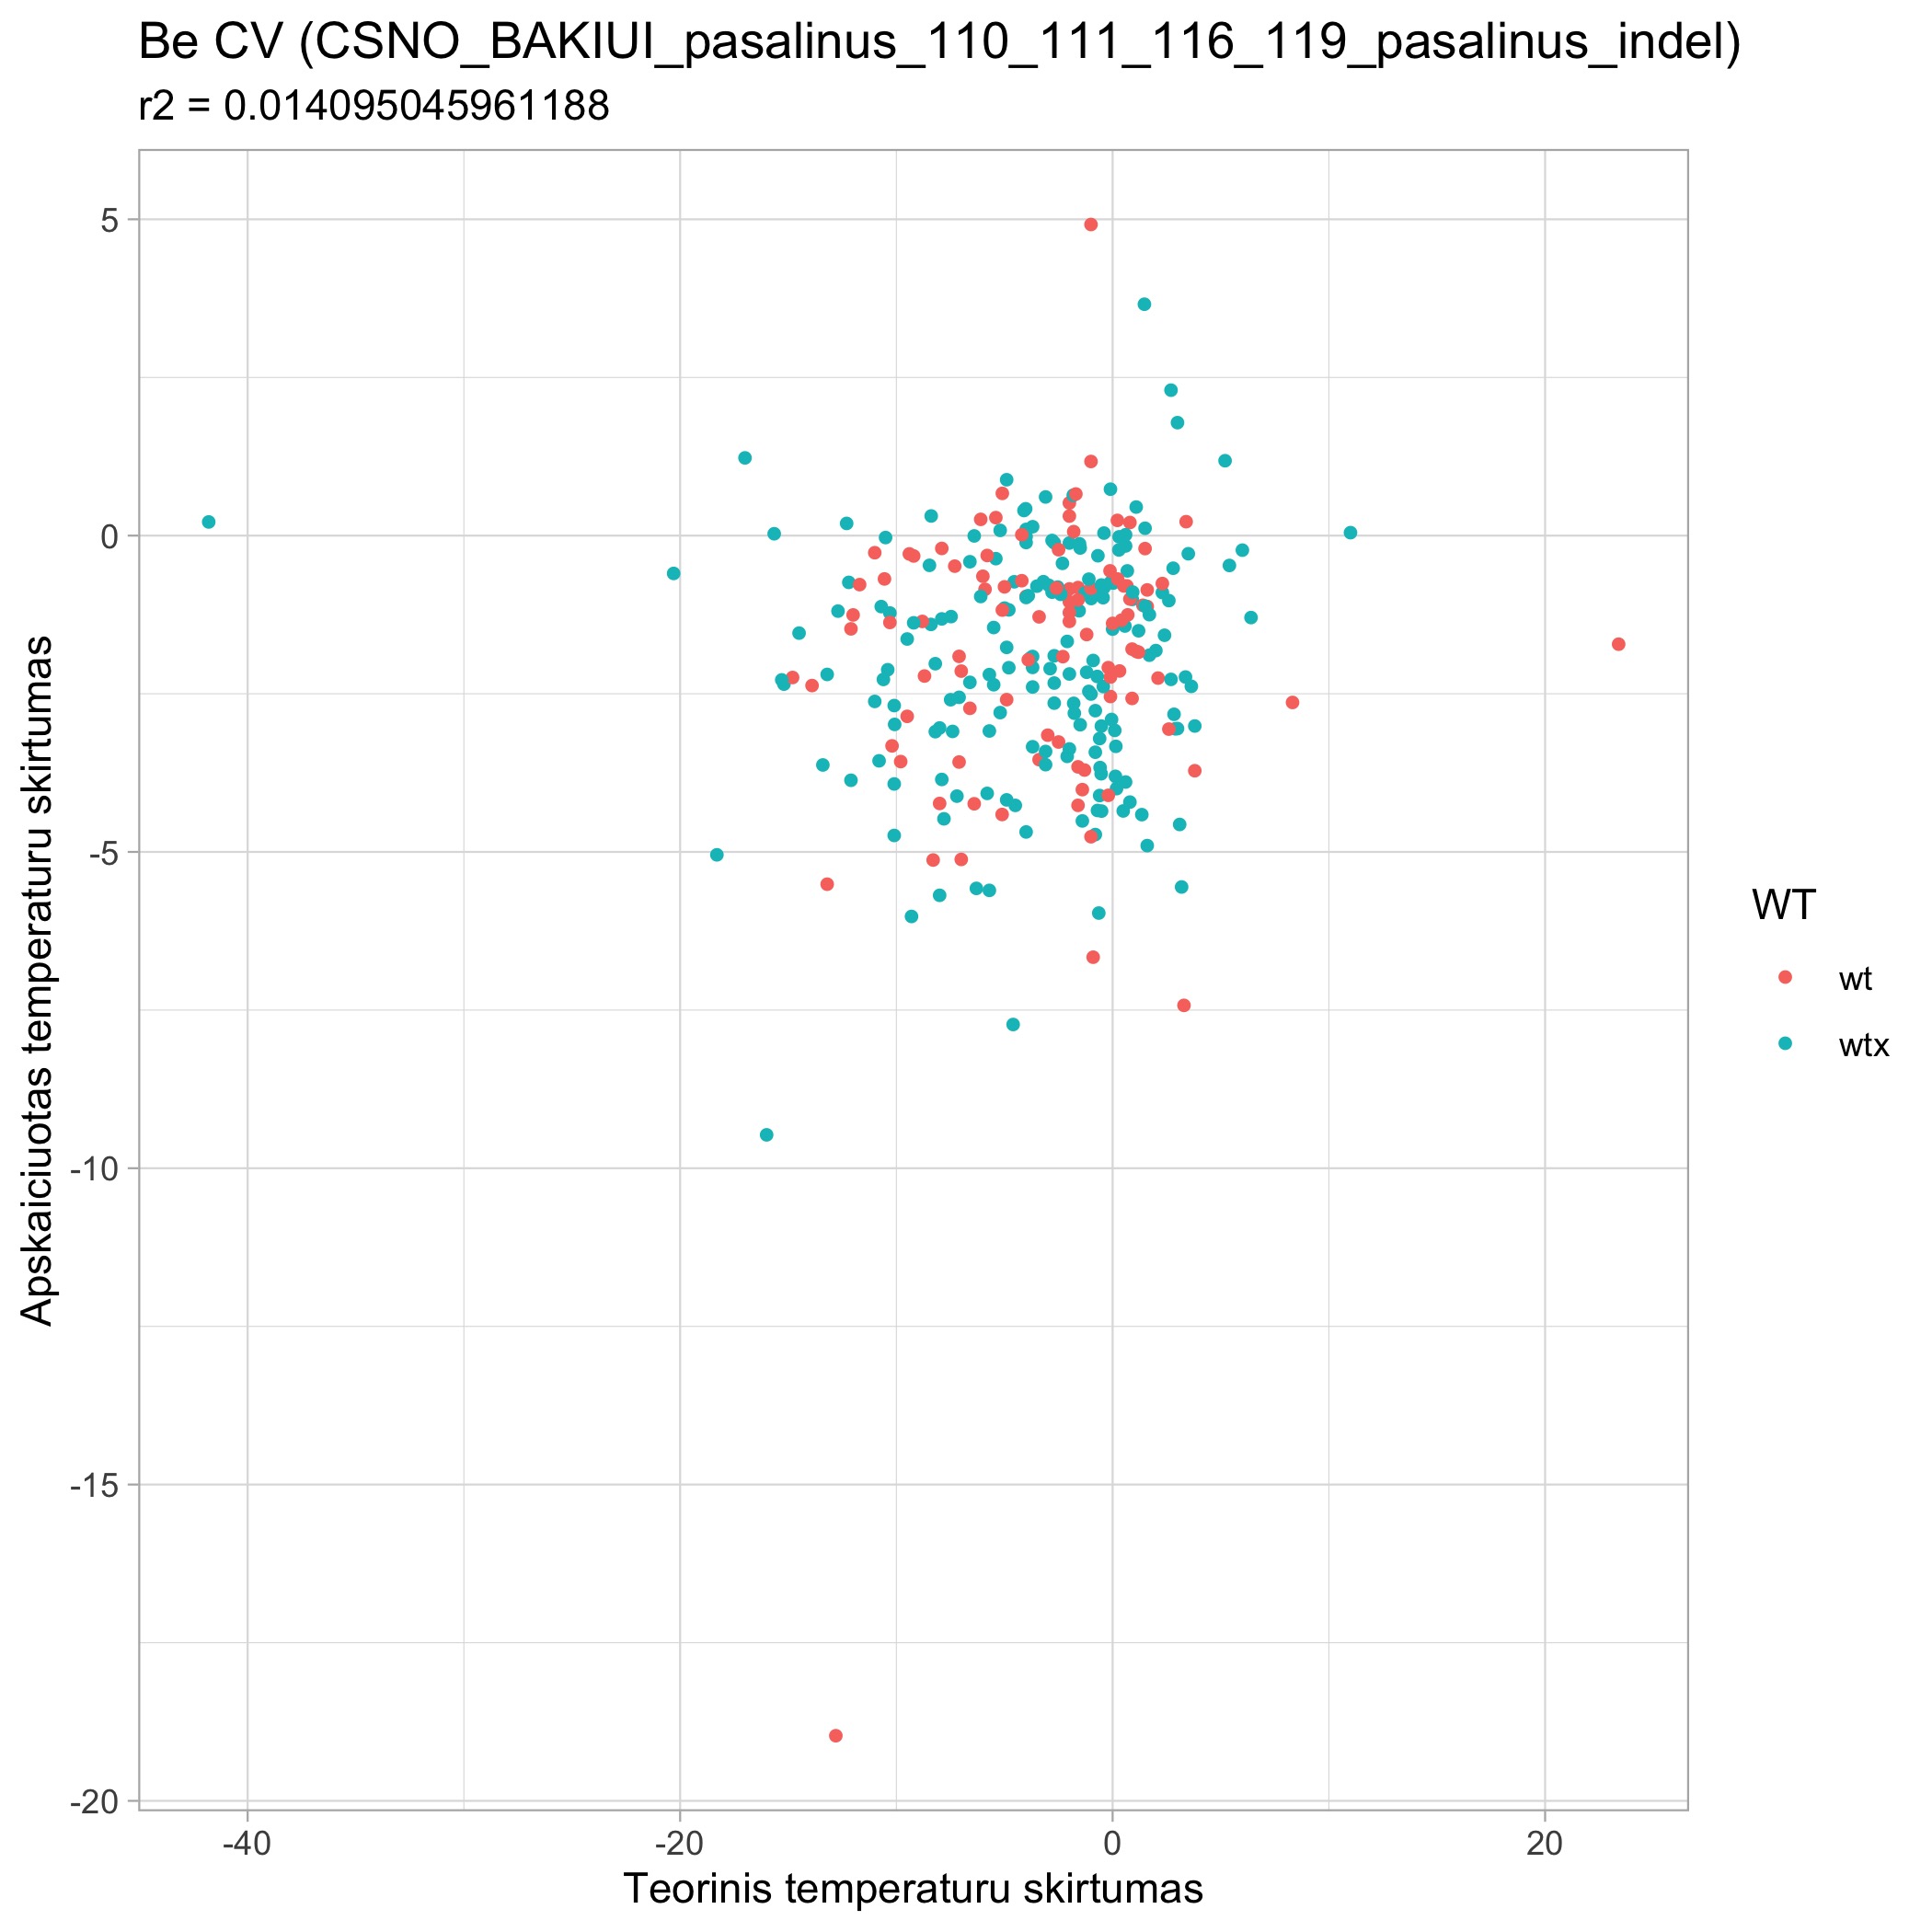 Be CV (CSNO_BAKIUI_pasalinus_110_111_116_119_pasalinus_indel)
r2 = 0.014095045961188
5
0
-5
-10
-15
-20
Apskaiciuotas temperaturu skirtumas
-40
-20
0
20
Teorinis temperaturu skirtumas
WT
wt
wtx